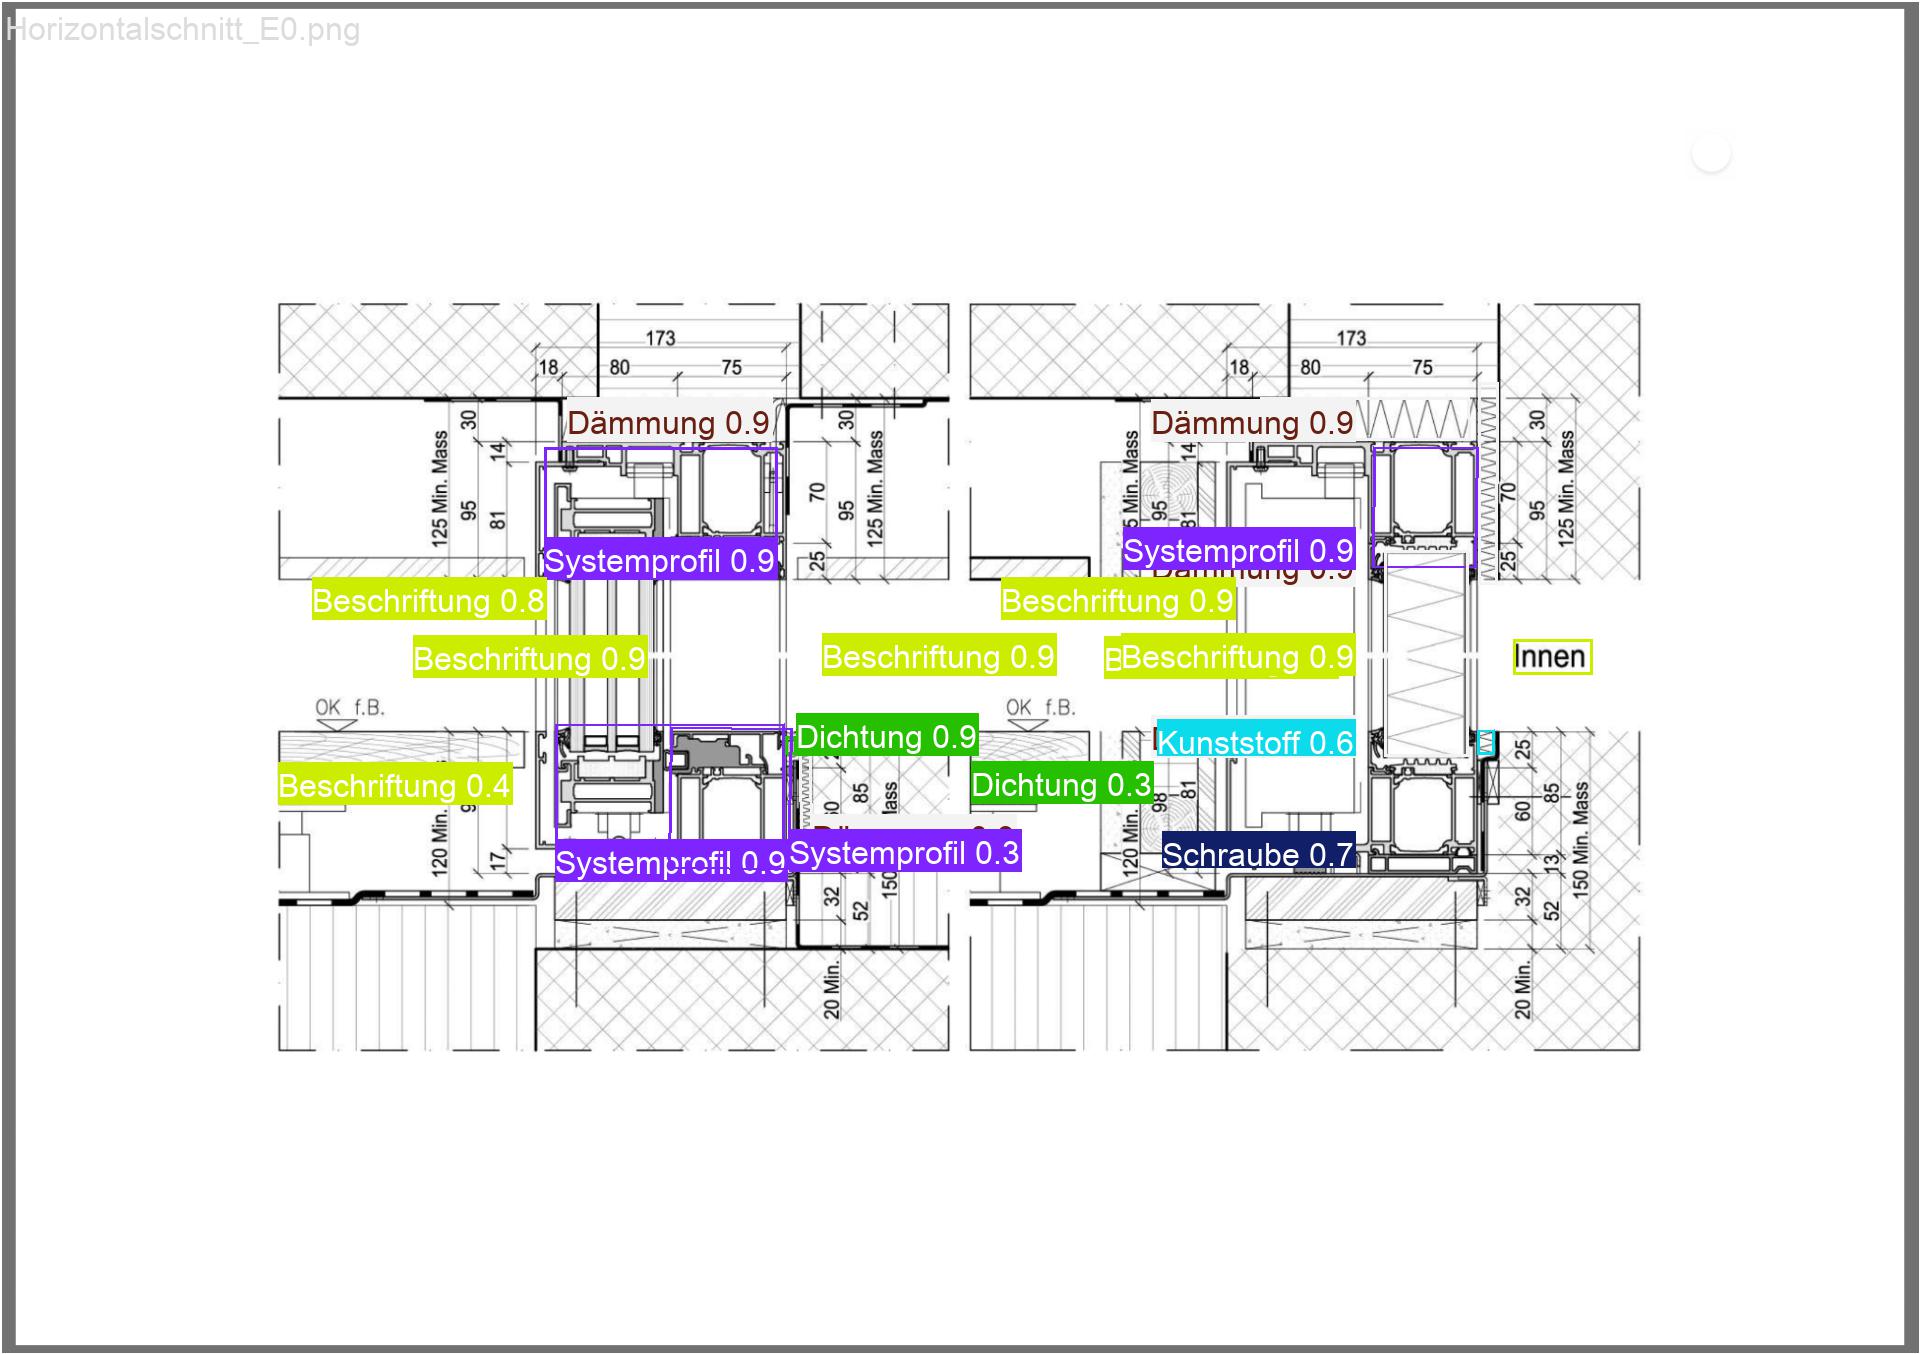 Horizontalschnitt_E0.png
173
18 80 75
173
18 80 75
Dämmung 0.9
Dämmung 0.9
30
14
125 Min. Mass
95
81
30
125 Min. Mass
70
95
25
14
95
81
30
70
95
125 Min. Mass
25
Systemprofil 0.9
Systemprofil 0.9
Dämmung 0.9
Beschriftung 0.8
Beschriftung 0.9
Beschriftung 0.9
Beschriftung 0.9
Beschriftung 0.9
Innen
OK f.B.
OK f.B.
Dichtung 0.9
Kunststoff 0.6
Beschriftung 0.4
Dichtung 0.3
120 Min.
17
60
85
98
81
120 Min.
25
60
85
13
150 Min. Mass
Systemprofil 0.9
Systemprofil 0.3
Schraube 0.7
32
52
150
20 Min.
32
52
20 Min.